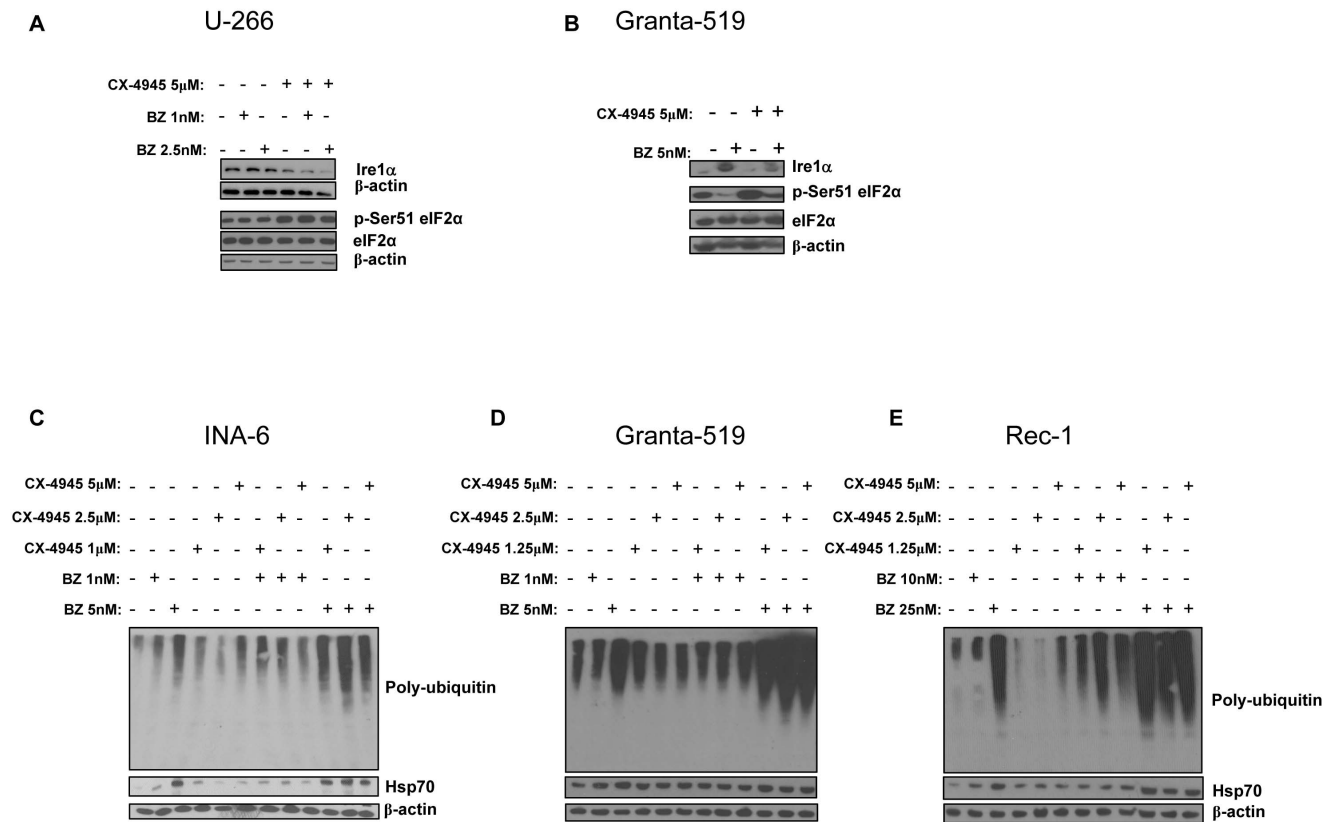 A
U-266
CX-4945 5μM: - - - + + +
BZ 1nM: - + - - + -
BZ 2.5nM: - - + - - +
Ire1α
β-actin
p-Ser51 eIF2α
eIF2α
β-actin
B
Granta-519
CX-4945 5μM: - - + +
BZ 5nM: - + - +
Ire1α
p-Ser51 eIF2α
eIF2α
β-actin
C
INA-6
CX-4945 5μM: - - - - - + - - + - - +
CX-4945 2.5μM: - - - - + - - + - - + -
CX-4945 1μM: - - - + - - + - - + - -
BZ 1nM: - + - - - - + + + - - -
BZ 5nM: - - + - - - - - - + + +
Poly-ubiquitin
Hsp70
β-actin
D
Granta-519
CX-4945 5μM: - - - - - + - - + - - +
CX-4945 2.5μM: - - - - + - - + - - + -
CX-4945 1.25μM: - - - + - - + - - + - -
BZ 1nM: - + - - - - + + + - - -
BZ 5nM: - - + - - - - - - + + +
E
Rec-1
CX-4945 5μM: - - - - - + - - + - - +
CX-4945 2.5μM: - - - - + - - + - - + -
CX-4945 1.25μM: - - - + - - + - - + - -
BZ 10nM: - + - - - - + + + - - -
BZ 25nM: - - + - - - - - - + + +
Poly-ubiquitin
Hsp70
β-actin